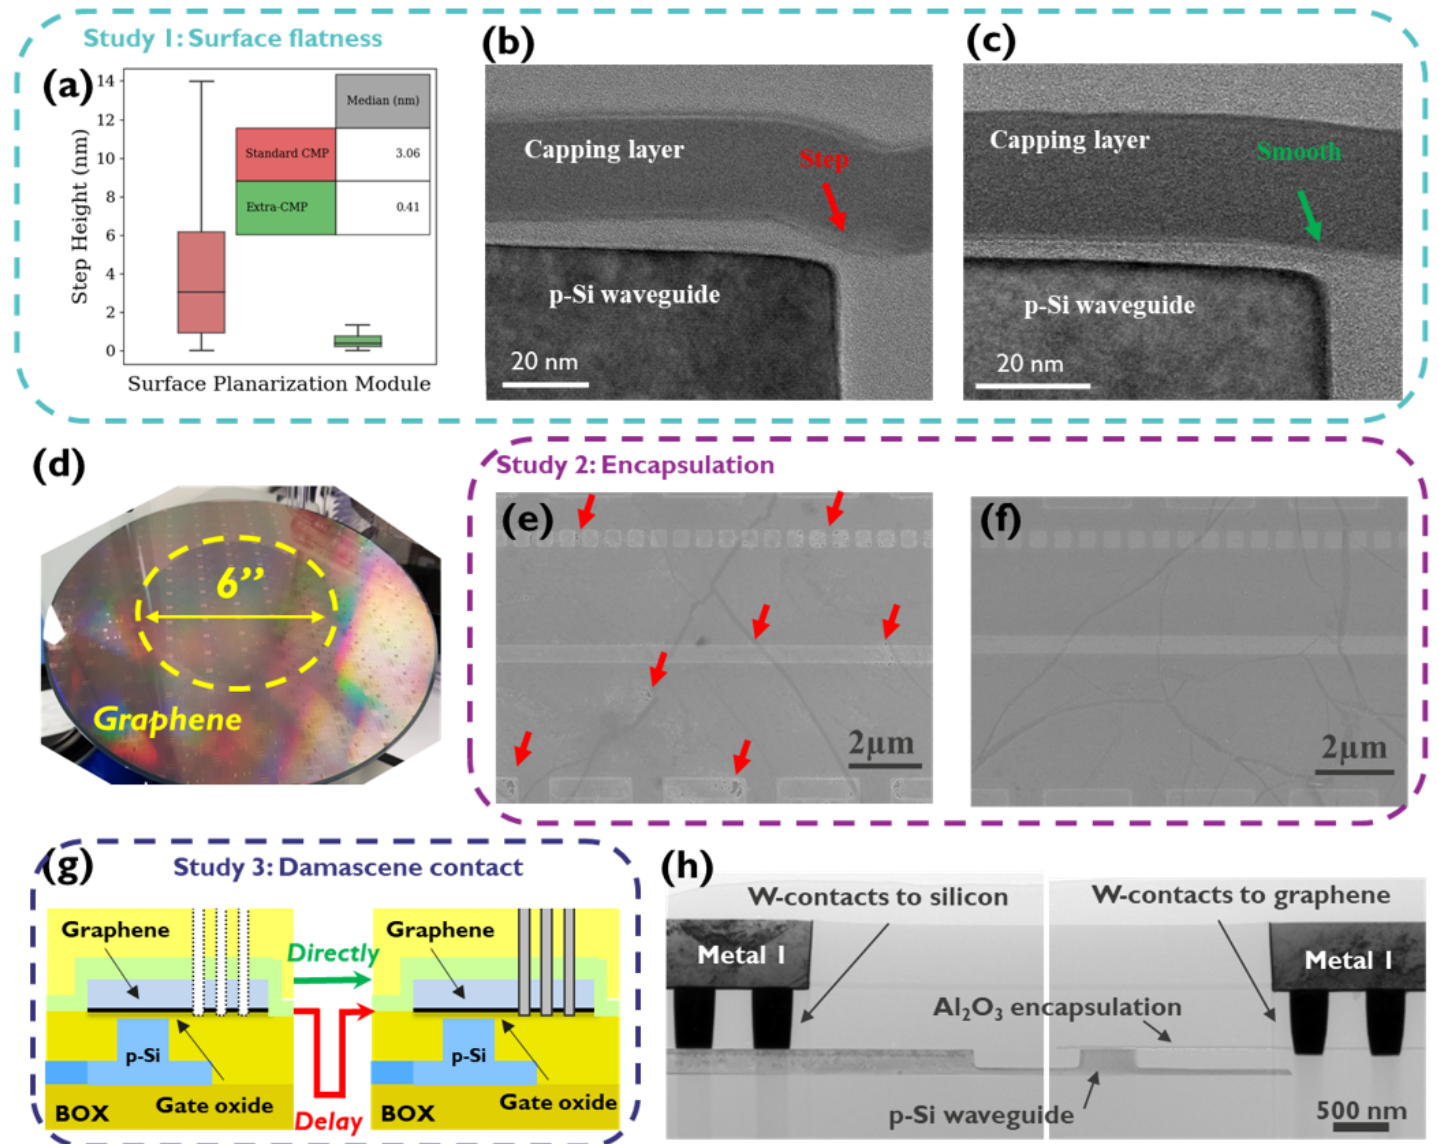 Study 1: Surface flatness
(a)
Step Height (nm)
14
12
10
8
6
4
2
0
Median (nm)
Standard CMP 3.06
Extra-CMP 0.41
Surface Planarization Module
(b)
Capping layer
Step
p-Si waveguide
20 nm
(c)
Capping layer
Smooth
p-Si waveguide
20 nm
(d)
6”
Graphene
Study 2: Encapsulation
(e)
2μm
(f)
2μm
(g)
Study 3: Damascene contact
Graphene
p-Si
BOX
Gate oxide
Directly
Delay
Graphene
p-Si
BOX
Gate oxide
(h)
W-contacts to silicon
W-contacts to graphene
Metal 1
Metal 1
Al₂O₃ encapsulation
p-Si waveguide
500 nm